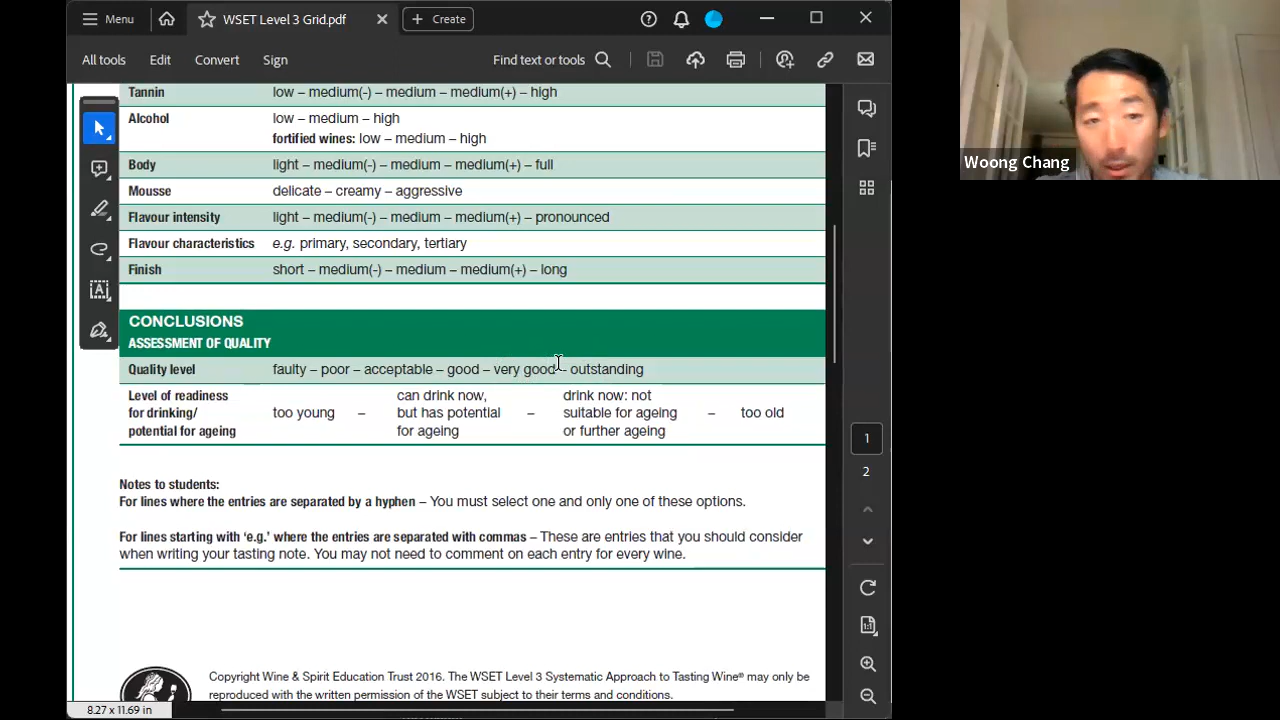 Menu
WSET Level 3 Grid.pdf
Create
All tools
Edit
Convert
Sign
Find text or tools
Woong Chang
Tannin low – medium(-) – medium – medium(+) – high
Alcohol low – medium – high
fortified wines: low – medium – high
Body light – medium(-) – medium – medium(+) – full
Mousse delicate – creamy – aggressive
Flavour intensity light – medium(-) – medium – medium(+) – pronounced
Flavour characteristics e.g. primary, secondary, tertiary
Finish short – medium(-) – medium – medium(+) – long
CONCLUSIONS
ASSESSMENT OF QUALITY
Quality level faulty – poor – acceptable – good – very good – outstanding
Level of readiness
for drinking/
potential for ageing
too young –
can drink now,
but has potential
for ageing
–
drink now: not
suitable for ageing
or further ageing
– too old
Notes to students:
For lines where the entries are separated by a hyphen – You must select one and only one of these options.
For lines starting with ‘e.g.’ where the entries are separated with commas – These are entries that you should consider
when writing your tasting note. You may not need to comment on each entry for every wine.
Copyright Wine & Spirit Education Trust 2016. The WSET Level 3 Systematic Approach to Tasting Wine® may only be
reproduced with the written permission of the WSET subject to their terms and conditions.
8.27 x 11.69 in
1
2
1:1